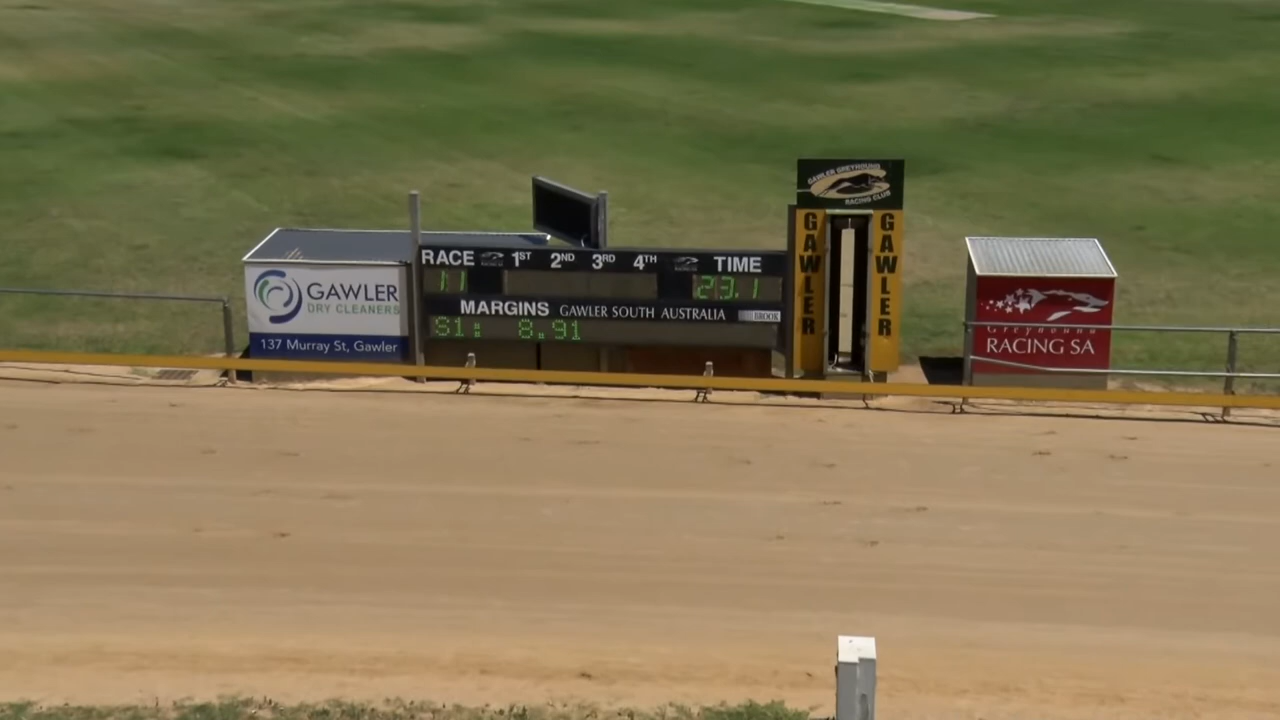 GAWLER GREYHOUND
RACING CLUB
GAWLER
GAWLER
RACE 1ST 2ND 3RD 4TH TIME
11 23.1
MARGINS GAWLER SOUTH AUSTRALIA BROOK
S1: 8.91
GAWLER
DRY CLEANERS
137 Murray St, Gawler
Greyhound
RACING SA